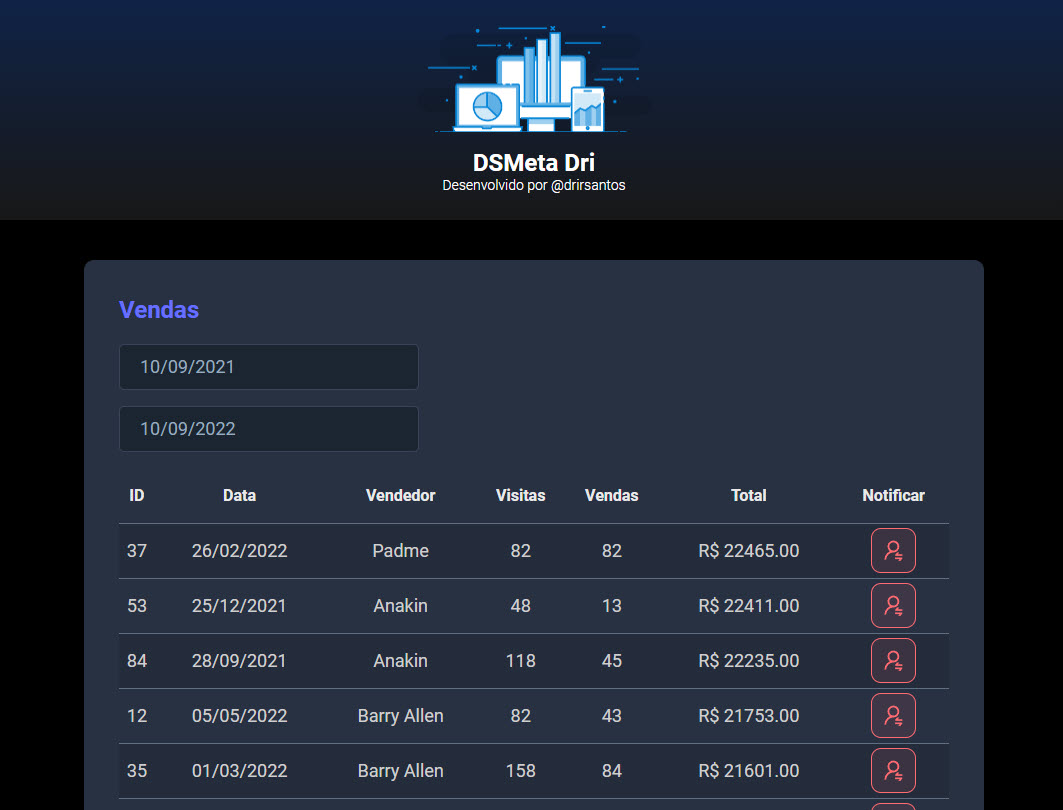 DSMeta Dri
Desenvolvido por @drirsantos
Vendas
10/09/2021
10/09/2022
ID Data Vendedor Visitas Vendas Total Notificar
37 26/02/2022 Padme 82 82 R$ 22465.00
53 25/12/2021 Anakin 48 13 R$ 22411.00
84 28/09/2021 Anakin 118 45 R$ 22235.00
12 05/05/2022 Barry Allen 82 43 R$ 21753.00
35 01/03/2022 Barry Allen 158 84 R$ 21601.00